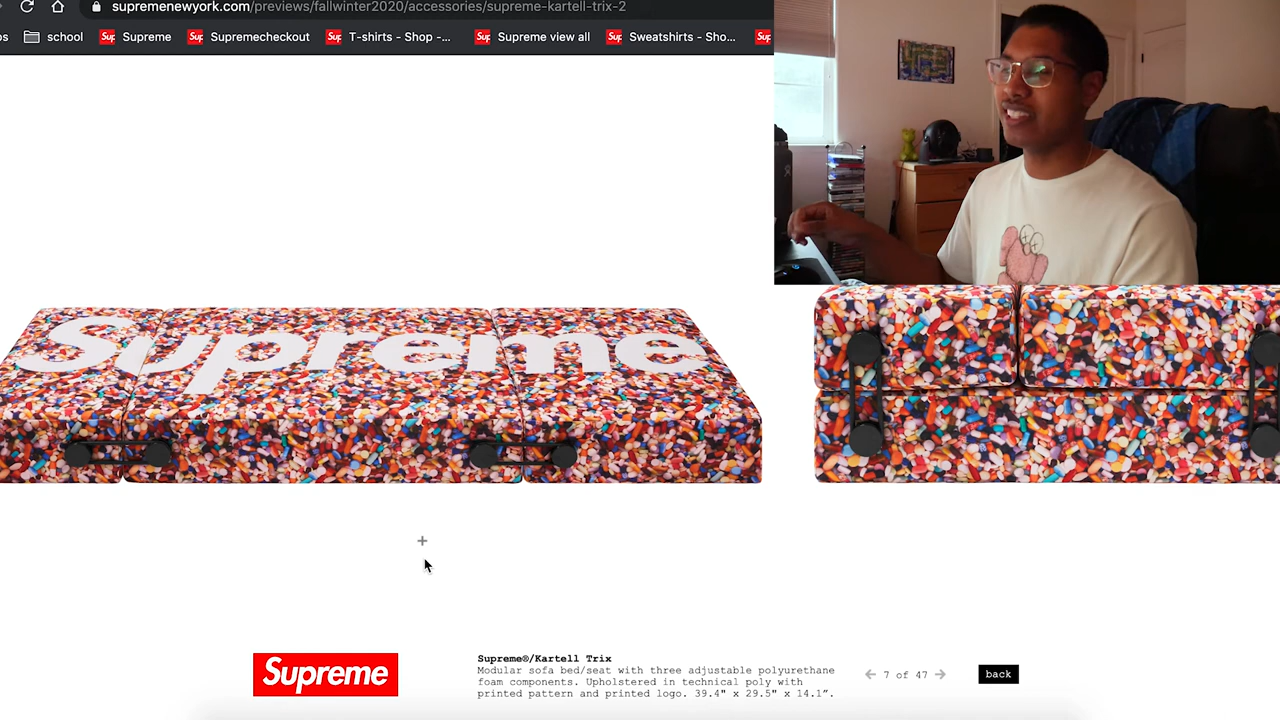 supremenewyork.com/previews/fallwinter2020/accessories/supreme-kartell-trix-2
school
Supreme
Supremecheckout
T-shirts - Shop -...
Supreme view all
Sweatshirts - Sho...
Supreme
Supreme
Supreme®/Kartell Trix
Modular sofa bed/seat with three adjustable polyurethane
foam components. Upholstered in technical poly with
printed pattern and printed logo. 39.4" x 29.5" x 14.1”.
7 of 47
back